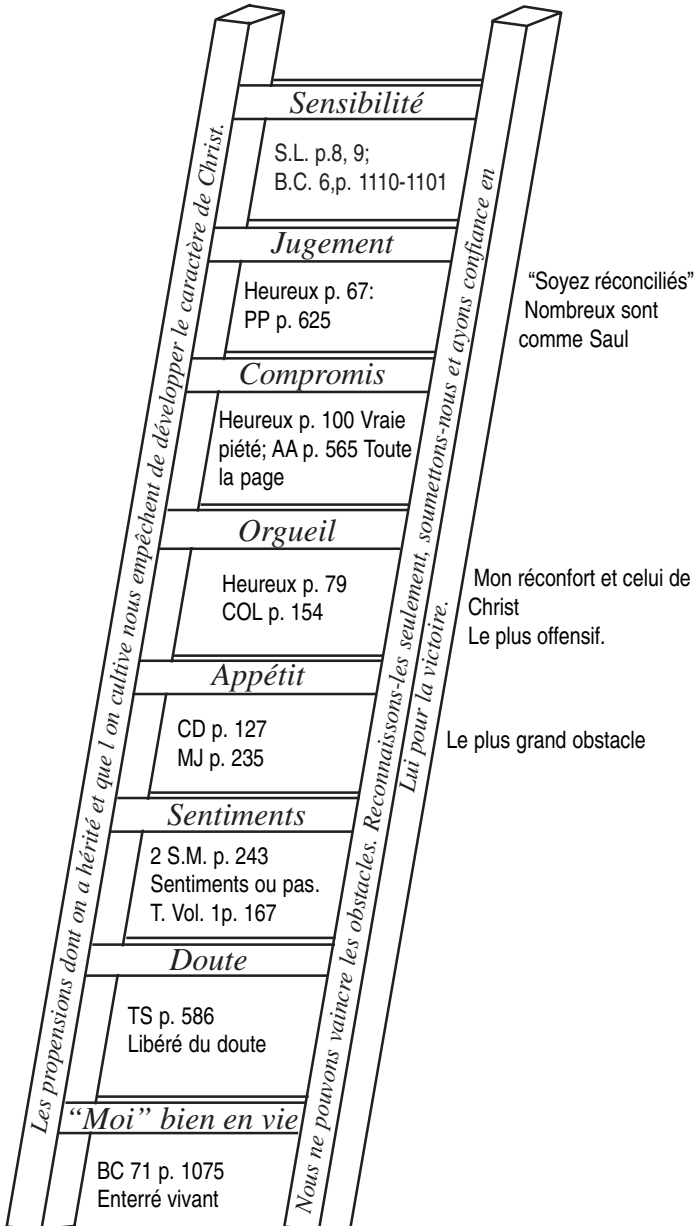 Sensibilité
S.L. p.8, 9;
B.C. 6,p. 1110-1101
Jugement
Heureux p. 67:
PP p. 625
“Soyez réconciliés”
Nombreux sont
comme Saul
Compromis
Heureux p. 100 Vraie
piété; AA p. 565 Toute
la page
Orgueil
Heureux p. 79
COL p. 154
Mon réconfort et celui de
Christ
Le plus offensif.
Appétit
CD p. 127
MJ p. 235
Le plus grand obstacle
Sentiments
2 S.M. p. 243
Sentiments ou pas.
T. Vol. 1p. 167
Doute
TS p. 586
Libéré du doute
“Moi” bien en vie
BC 71 p. 1075
Enterré vivant
Les propensions dont on a hérité et que l on cultive nous empêchent de développer le caractère de Christ.
Nous ne pouvons vaincre les obstacles. Reconnaissons-les seulement, soumettons-nous et ayons confiance en
Lui pour la victoire.